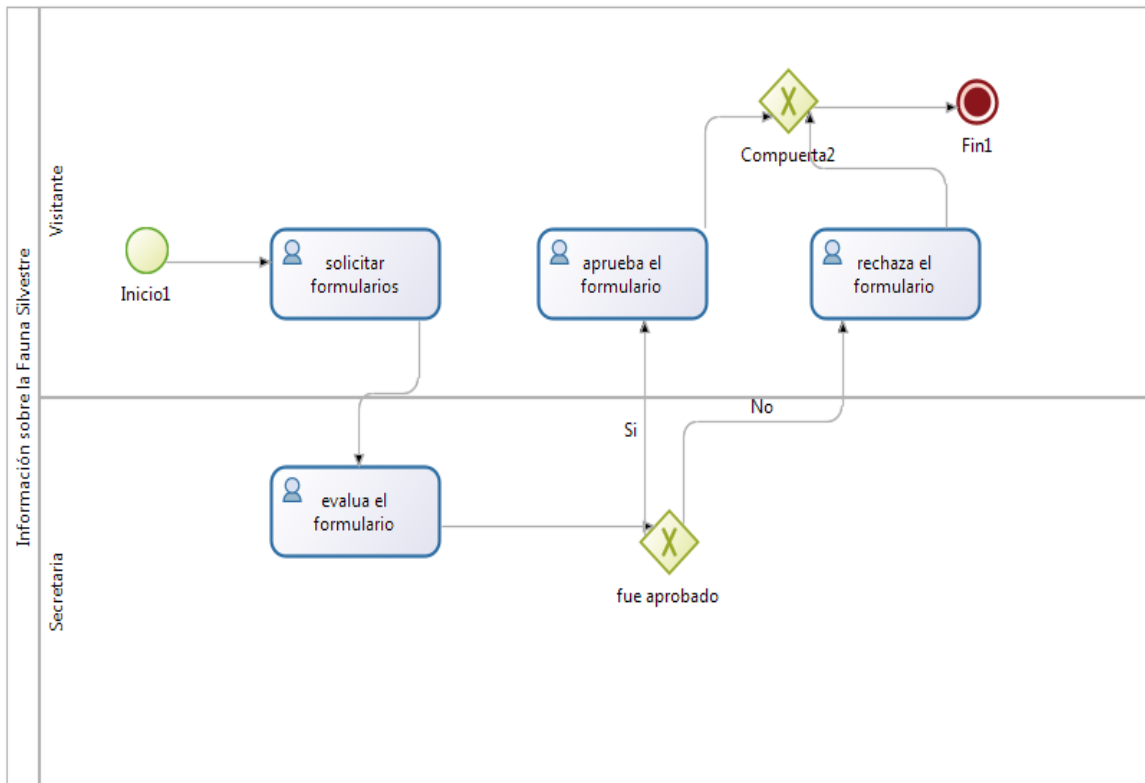 Información sobre la Fauna Silvestre
Visitante
Inicio1
solicitar
formularios
aprueba el
formulario
rechaza el
formulario
Compuerta2
Fin1
Secretaria
evalua el
formulario
Si
No
fue aprobado